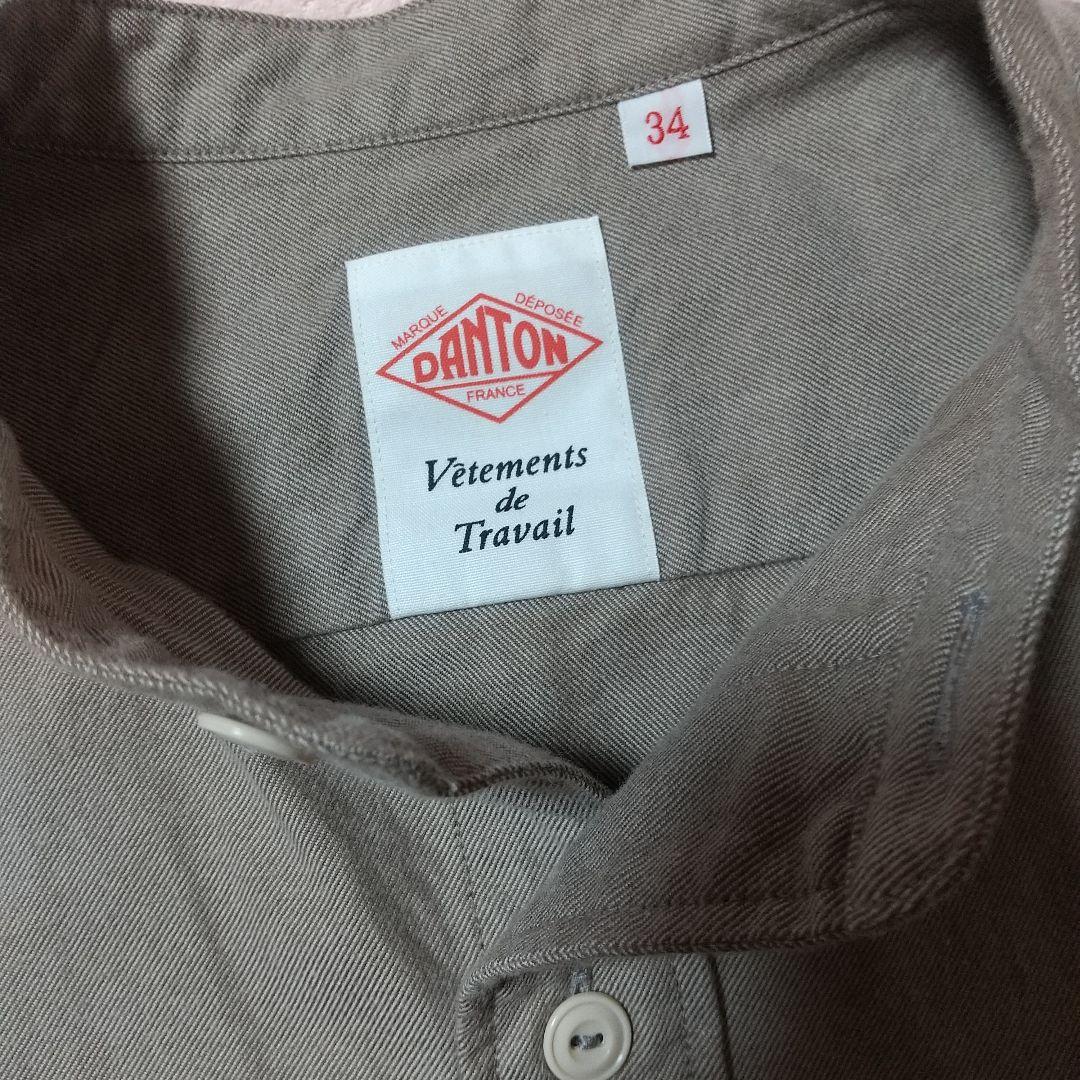 34
MARQUE DÉPOSÉE
DANTON
FRANCE
Vêtements
de
Travail